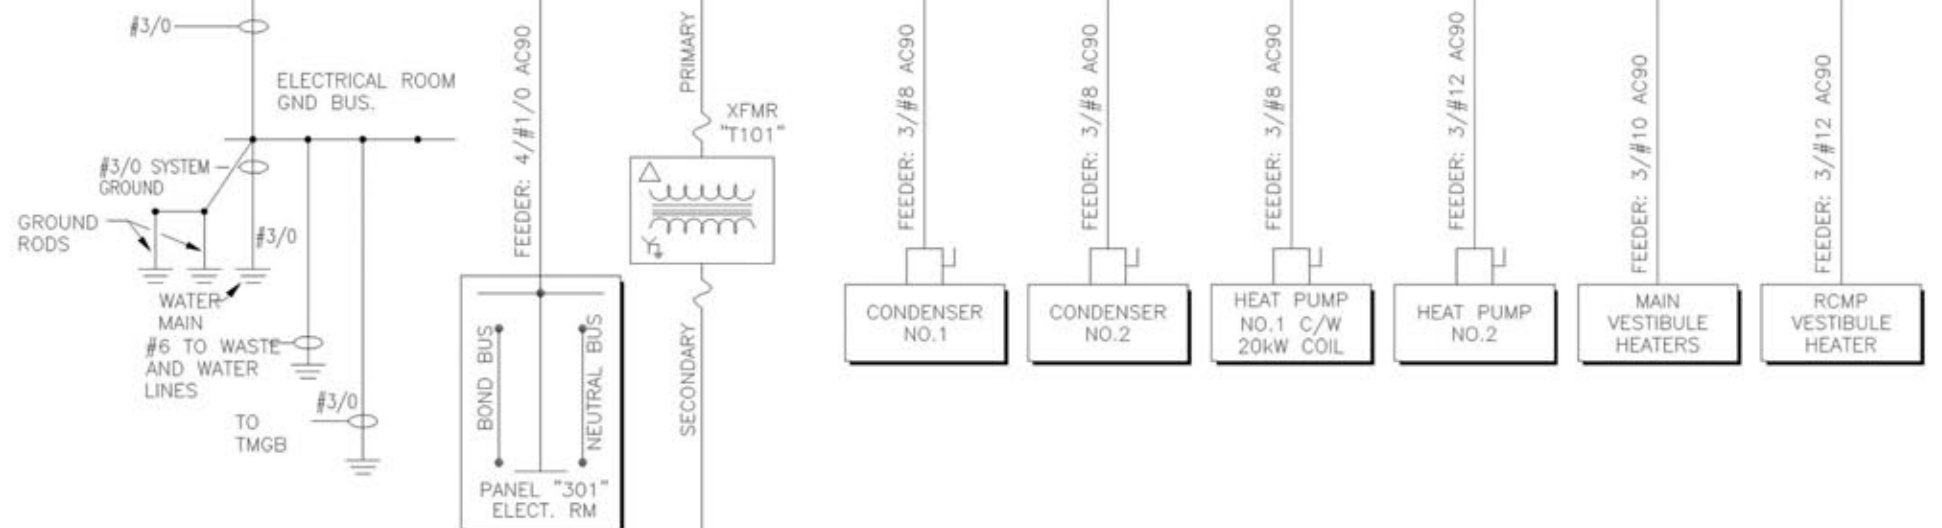 #3/0
ELECTRICAL ROOM
GND BUS.
#3/0 SYSTEM
GROUND
GROUND
RODS
#3/0
WATER
MAIN
#6 TO WASTE
AND WATER
LINES
#3/0
TO
TMGB
FEEDER: 4/#1/0 AC90
BOND BUS
NEUTRAL BUS
PANEL "301"
ELECT. RM
PRIMARY
XFMR
"T101"
SECONDARY
FEEDER: 3/#8 AC90
CONDENSER
NO.1
FEEDER: 3/#8 AC90
CONDENSER
NO.2
FEEDER: 3/#8 AC90
HEAT PUMP
NO.1 C/W
20kW COIL
FEEDER: 3/#12 AC90
HEAT PUMP
NO.2
FEEDER: 3/#10 AC90
MAIN
VESTIBULE
HEATERS
FEEDER: 3/#12 AC90
RCMP
VESTIBULE
HEATER